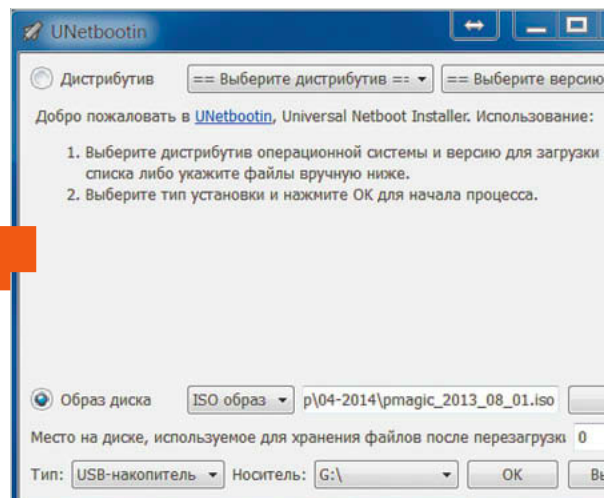 UNetbootin
Дистрибутив == Выберите дистрибутив == == Выберите версию
Добро пожаловать в UNetbootin, Universal Netboot Installer. Использование:
1. Выберите дистрибутив операционной системы и версию для загрузки
списка либо укажите файлы вручную ниже.
2. Выберите тип установки и нажмите OK для начала процесса.
Образ диска ISO образ p\04-2014\pmagic_2013_08_01.iso
Место на диске, используемое для хранения файлов после перезагрузки 0
Тип: USB-накопитель Носитель: G:\ OK